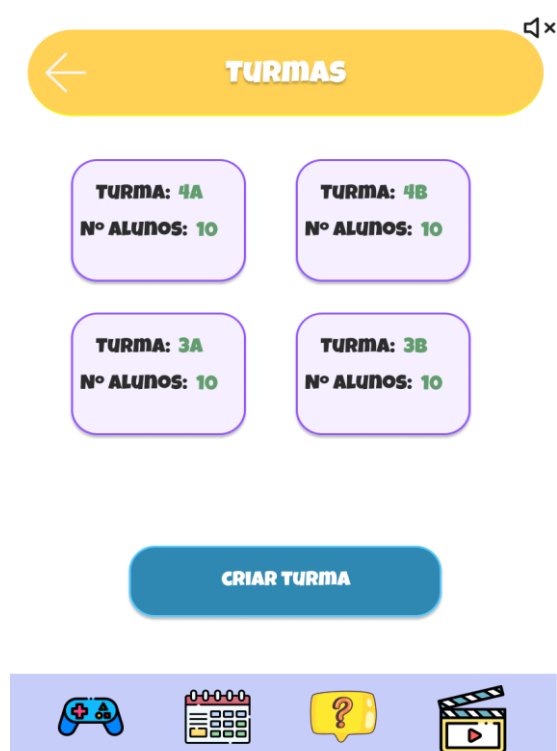 TURMAS
TURMA: 4A
Nº ALUNOS: 10
TURMA: 4B
Nº ALUNOS: 10
TURMA: 3A
Nº ALUNOS: 10
TURMA: 3B
Nº ALUNOS: 10
CRIAR TURMA
?